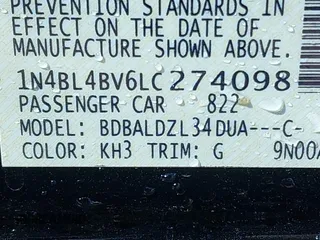 PREVENTION STANDARDS IN
EFFECT ON THE DATE OF
MANUFACTURE SHOWN ABOVE.
1N4BL4BV6LC274098
PASSENGER CAR 822
MODEL: BDBALDZL34DUA---C-
COLOR: KH3 TRIM: G 9N00A